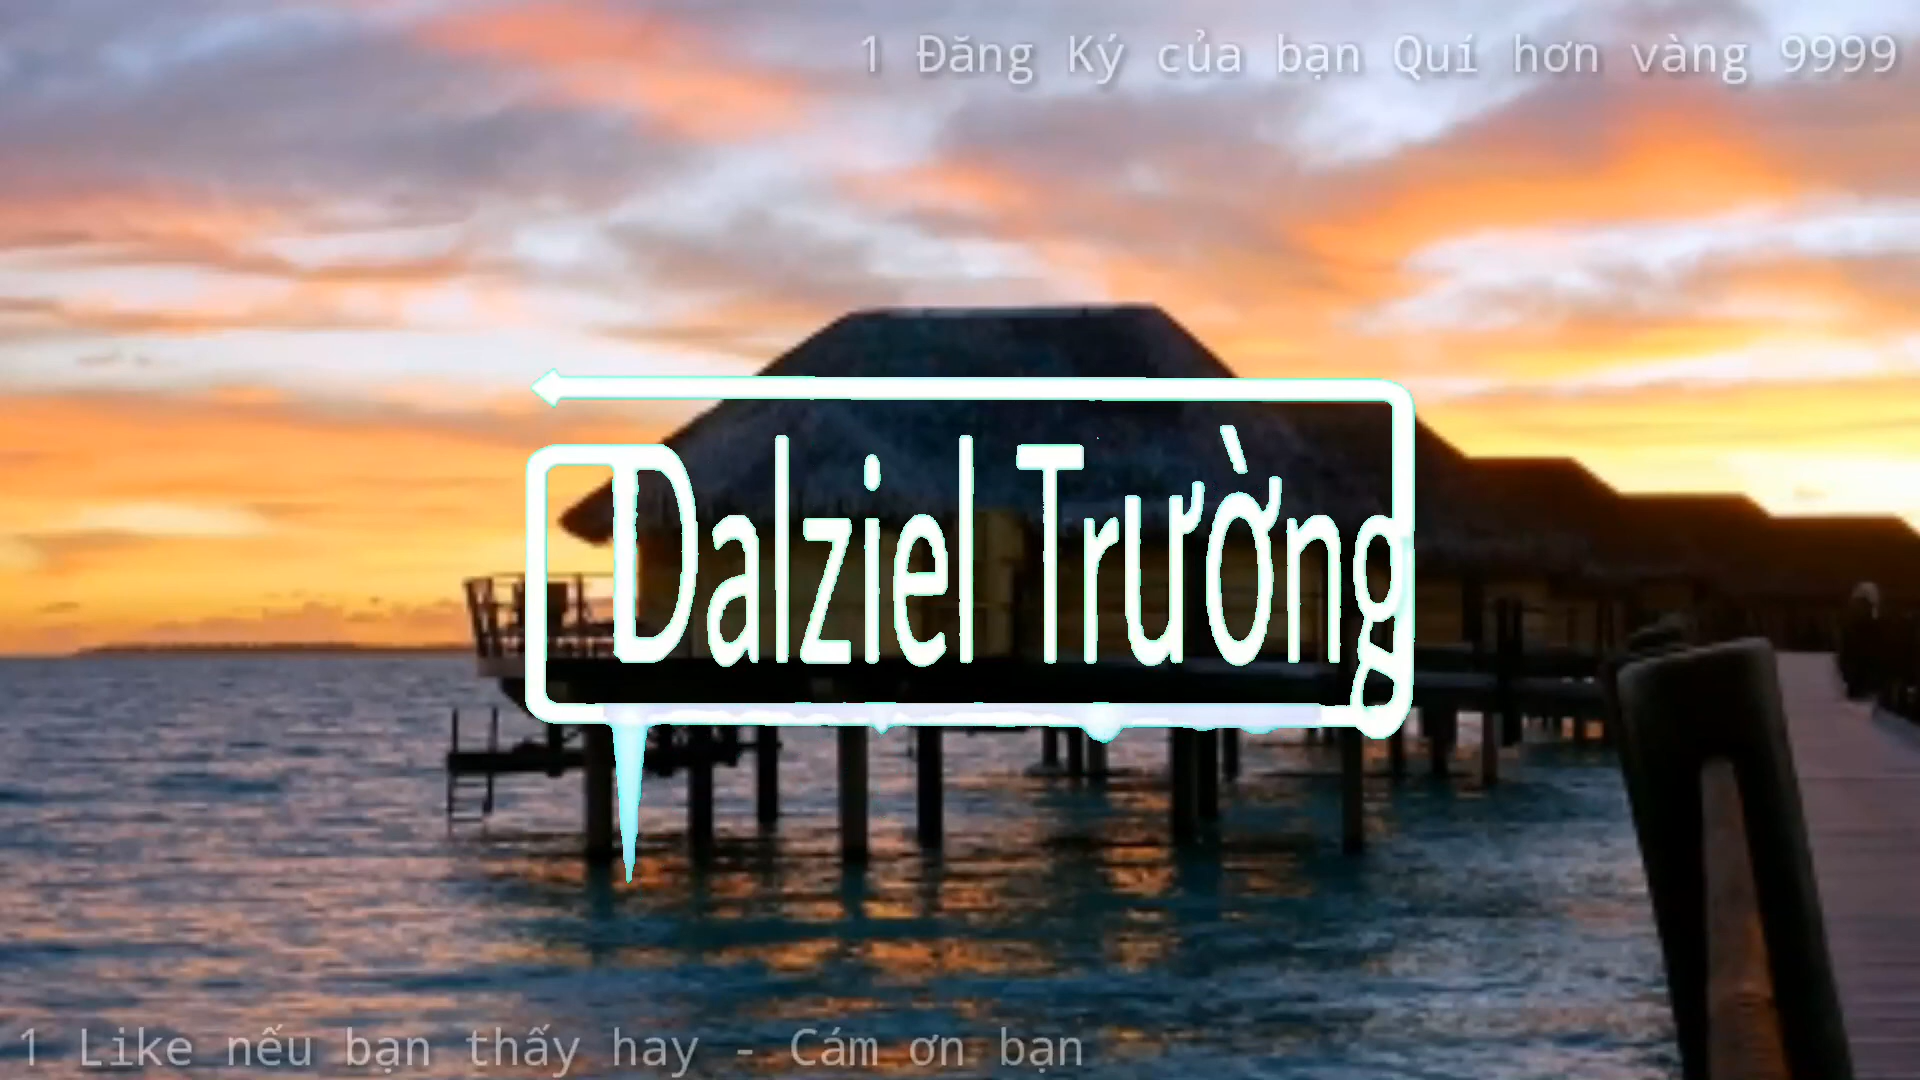 1 Đăng Ký của bạn Quí hơn vàng 9999
Dalziel Trường
1 Like nếu bạn thấy hay - Cám ơn bạn